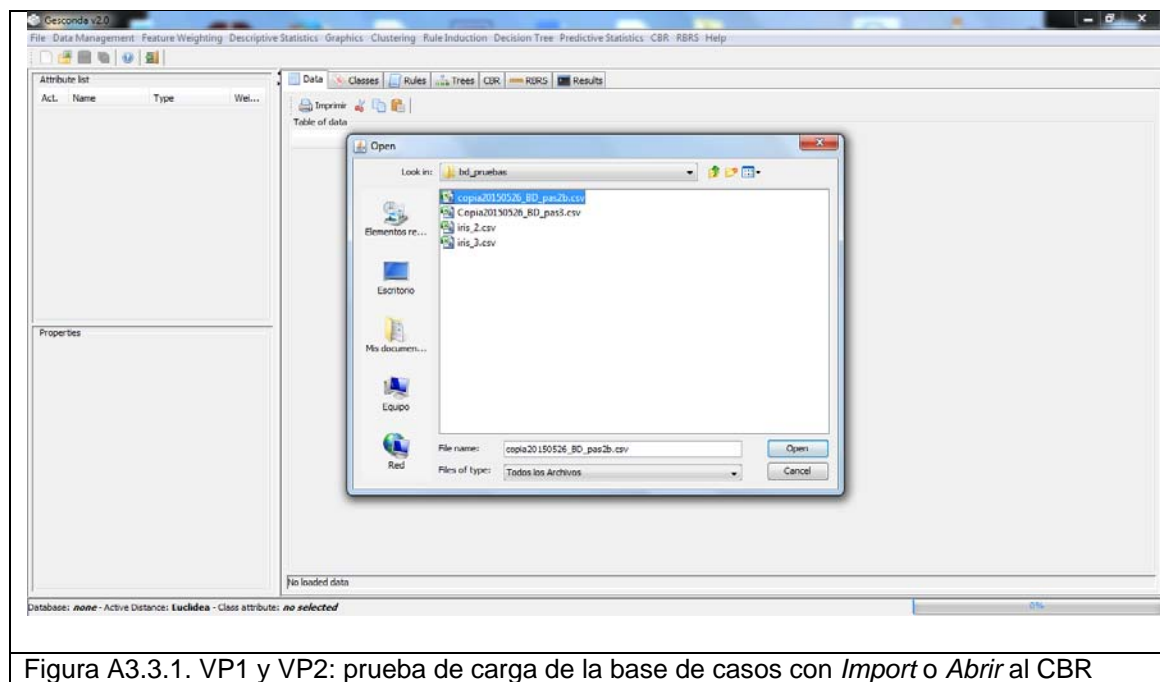 Gesconda v2.0
File Data Management Feature Weighting Descriptive Statistics Graphics Clustering Rule Induction Decision Tree Predictive Statistics CBR RBRS Help
Attribute list
Act. Name Type Wei...
Data Classes Rules Trees CBR RBRS Results
Imprimir
Table of data
Open
Look in: bd_pruebas
copia20150526_BD_pas2b.csv
Copia20150526_BD_pas3.csv
iris_2.csv
iris_3.csv
Elementos re...
Escritorio
Mis documen...
Equipo
Red
File name: copia20150526_BD_pas2b.csv Open
Files of type: Todos los Archivos Cancel
Properties
No loaded data
Database: none - Active Distance: Euclidea - Class attribute: no selected 0%
Figura A3.3.1. VP1 y VP2: prueba de carga de la base de casos con Import o Abrir al CBR